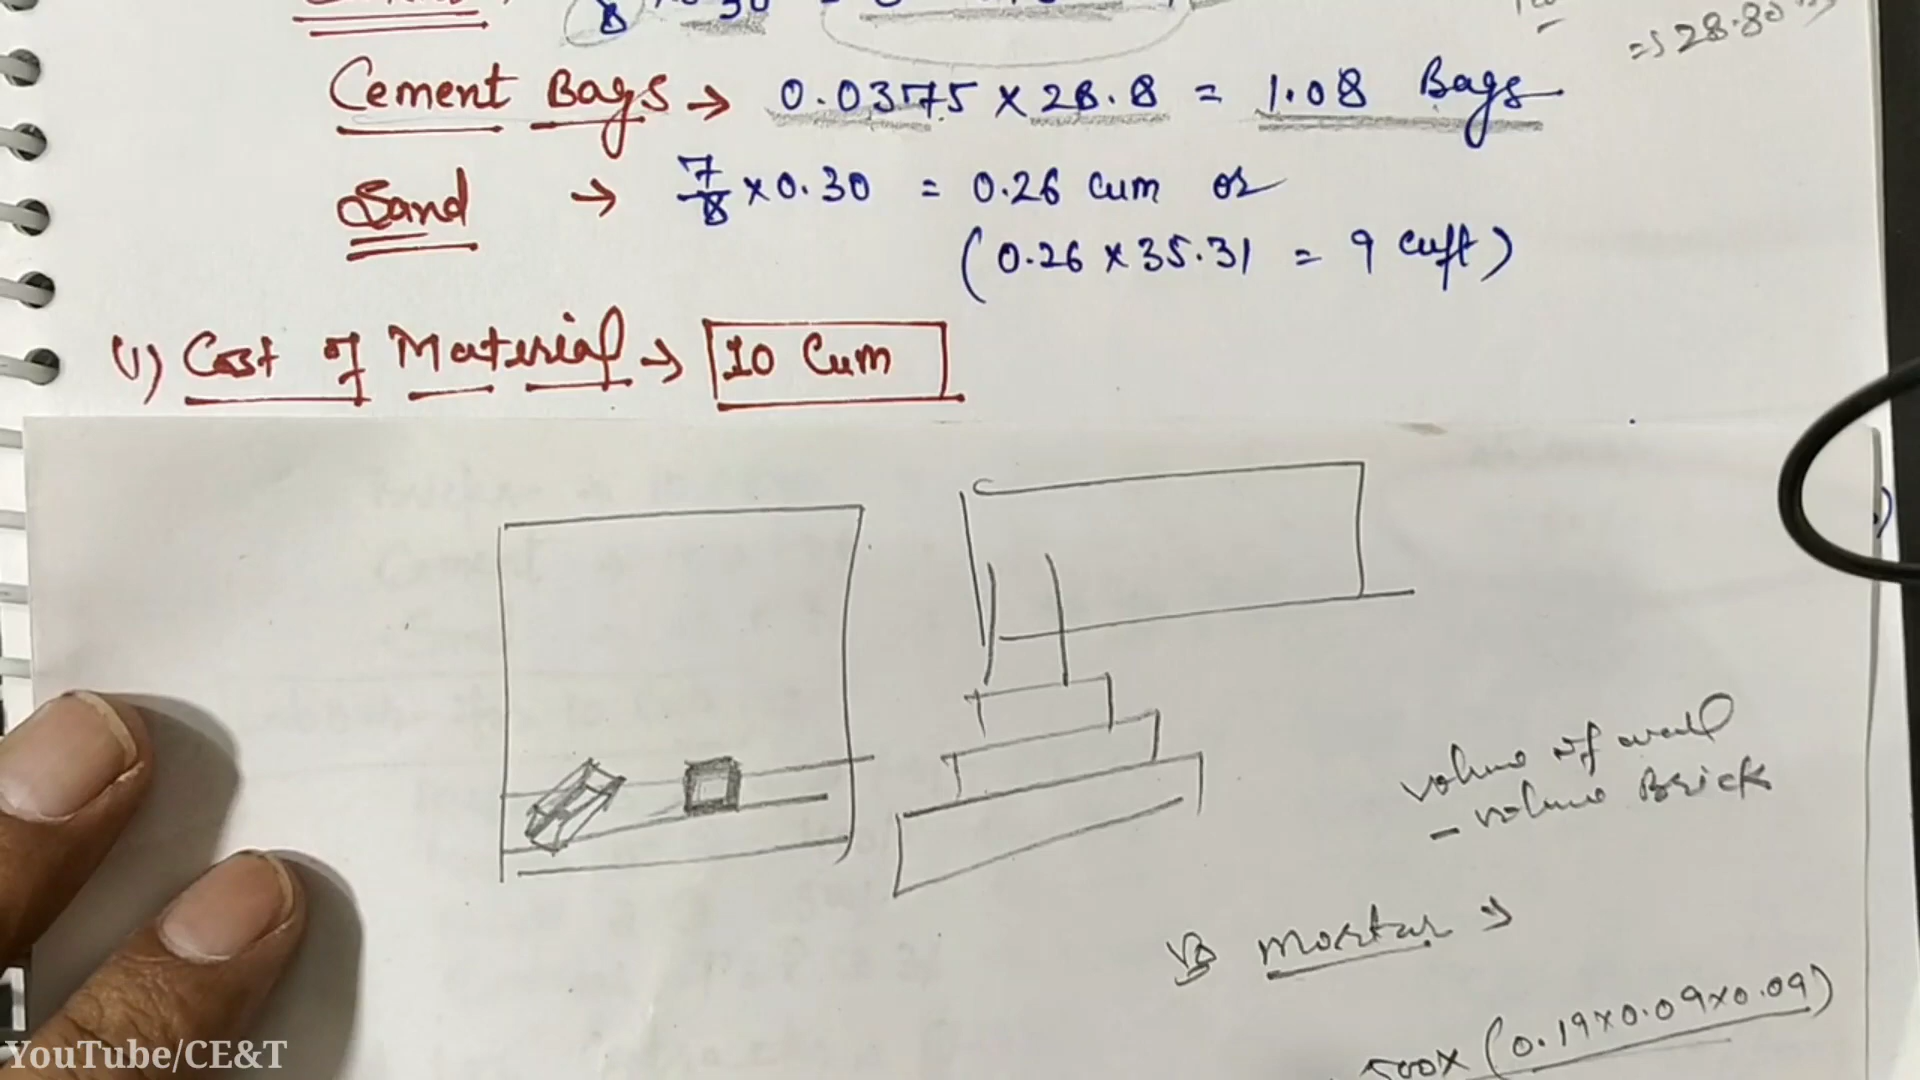 => 28.80
Cement Bags → 0.0375 × 28.8 = 1.08 Bags
Sand → 7/8 × 0.30 = 0.26 Cum or
(0.26 × 35.31 = 9 cuft)
(v) Cost of Material → 10 Cum
volume of wall
- volume Brick
mortar →
500 × (0.19×0.09×0.09)
YouTube/CE&T